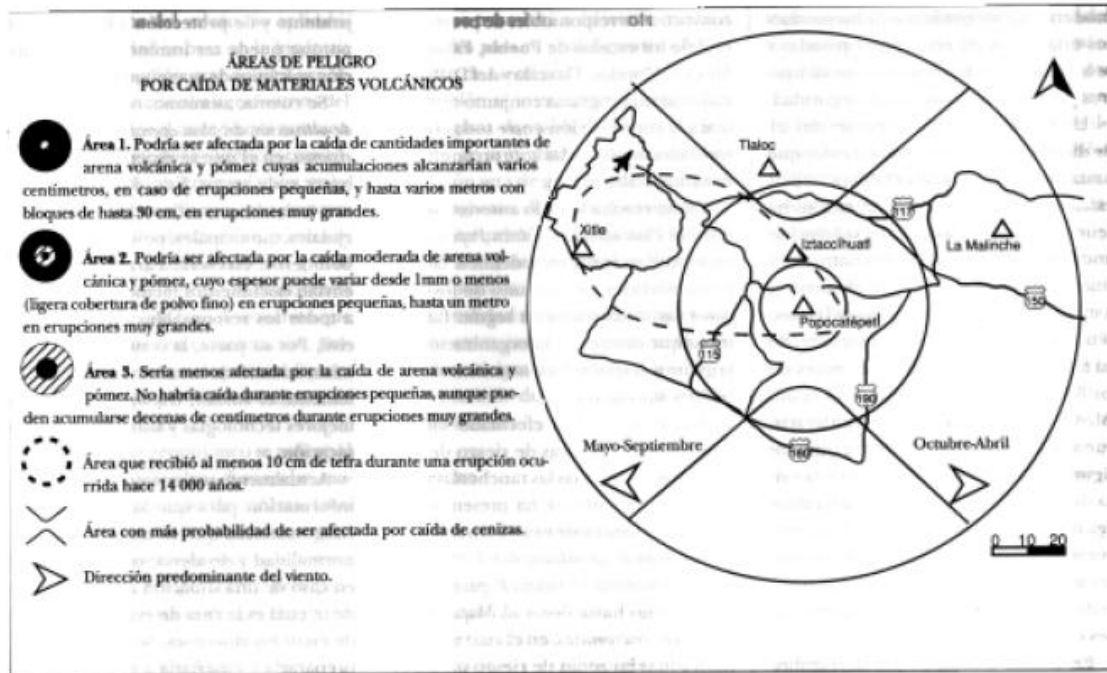 ÁREAS DE PELIGRO
POR CAÍDA DE MATERIALES VOLCÁNICOS
Área 1. Podría ser afectada por la caída de cantidades importantes de
arena volcánica y pómez cuyas acumulaciones alcanzarían varios
centímetros, en caso de erupciones pequeñas, y hasta varios metros con
bloques de hasta 30 cm, en erupciones muy grandes.
Área 2. Podría ser afectada por la caída moderada de arena vol-
cánica y pómez, cuyo espesor puede variar desde 1mm o menos
(ligera cobertura de polvo fino) en erupciones pequeñas, hasta un metro
en erupciones muy grandes.
Área 3. Sería menos afectada por la caída de arena volcánica y
pómez. No habría caída durante erupciones pequeñas, aunque pue-
den acumularse decenas de centímetros durante erupciones muy grandes.
Área que recibió al menos 10 cm de tefra durante una erupción ocu-
rrida hace 14 000 años.
Área con más probabilidad de ser afectada por caída de cenizas.
Dirección predominante del viento.
Tlaloc
Xitle
Iztaccíhuatl
117
La Malinche
150
Popocatépetl
115
190
160
Mayo-Septiembre
Octubre-Abril
0 10 20